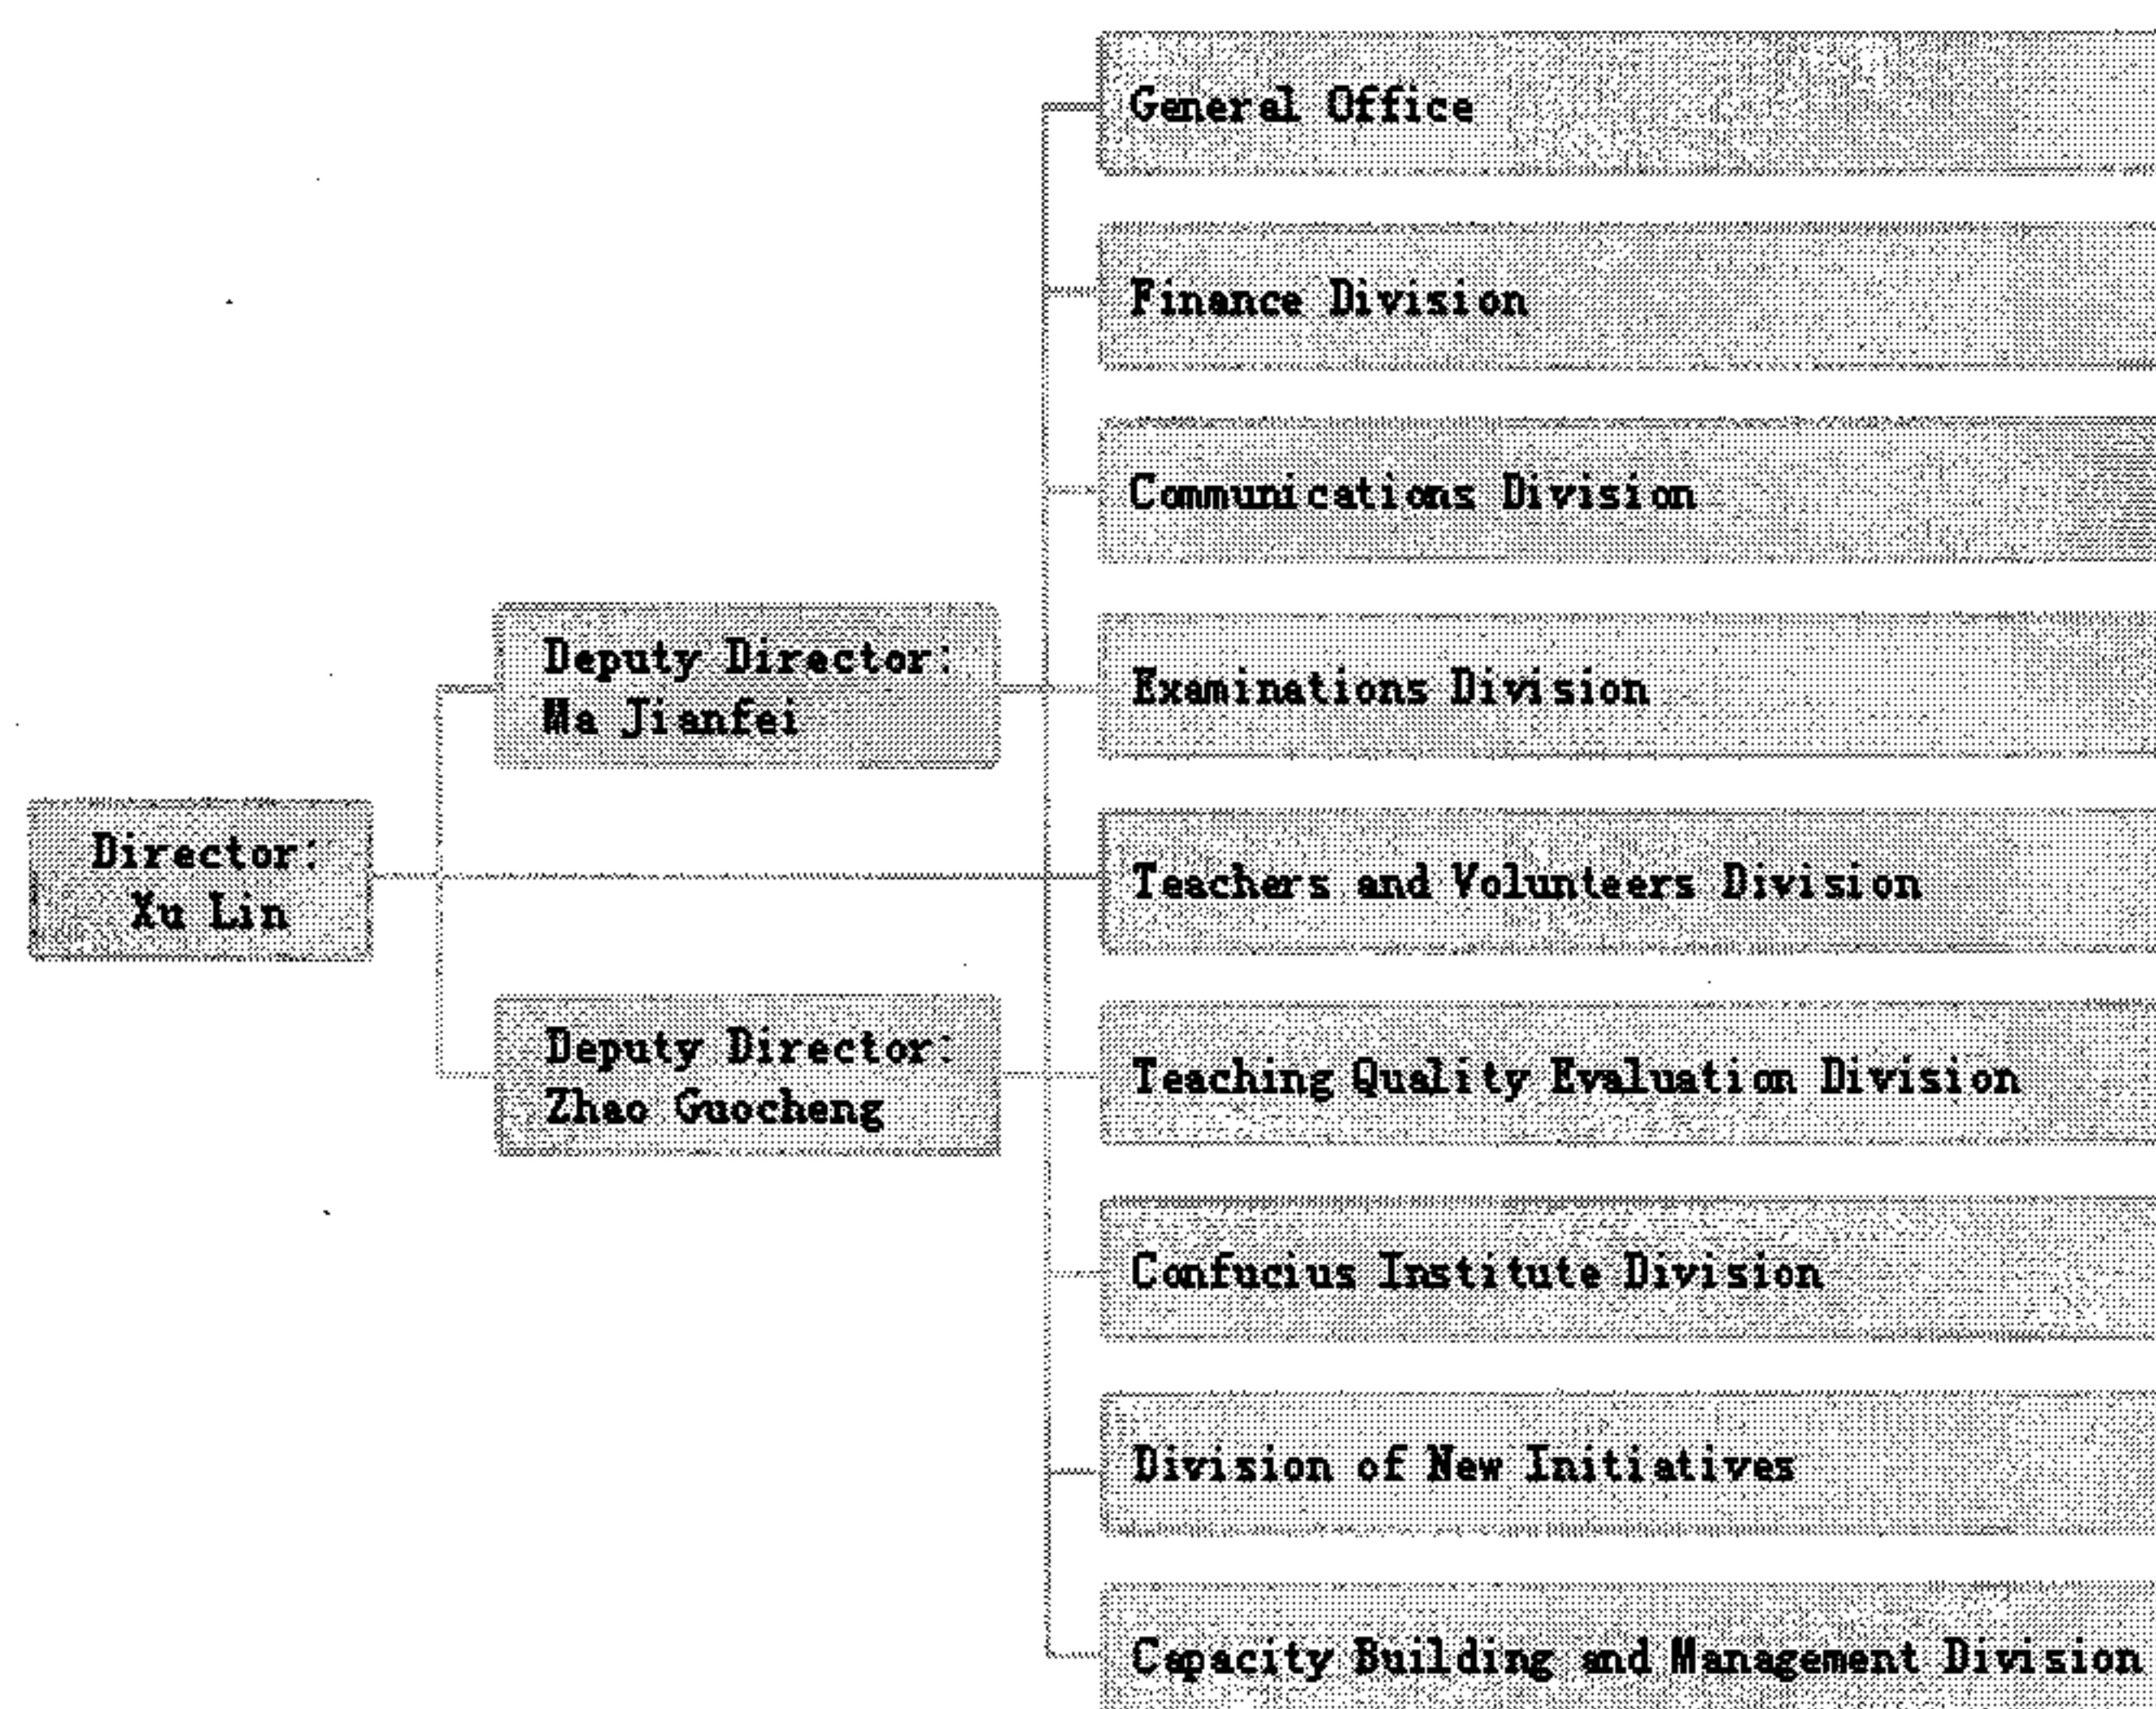 General Office
Finance Division
Communications Division
Examinations Division
Deputy Director:
Ma Jianfei
Director:
Xu Lin
Teachers and Volunteers Division
Deputy Director:
Zhao Guocheng
Teaching Quality Evaluation Division
Confucius Institute Division
Division of New Initiatives
Capacity Building and Management Division